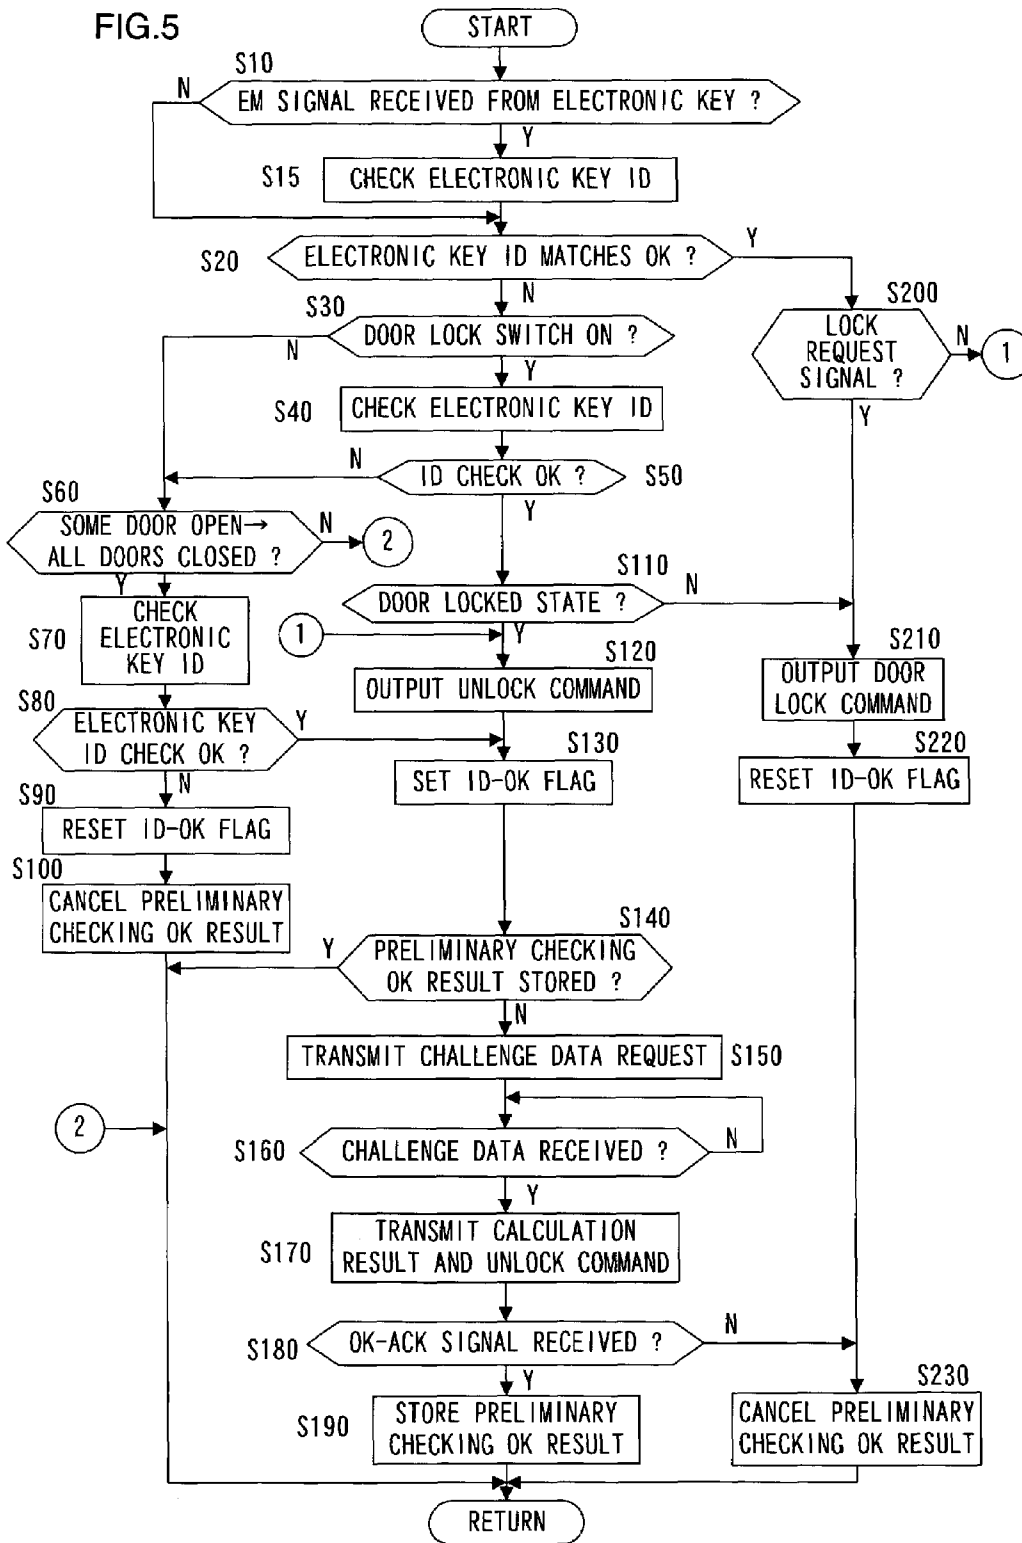 FIG.5
START
S10
N
EM SIGNAL RECEIVED FROM ELECTRONIC KEY ?
Y
S15
CHECK ELECTRONIC KEY ID
S20
ELECTRONIC KEY ID MATCHES OK ?
Y
N
S30
DOOR LOCK SWITCH ON ?
N
Y
S200
LOCK
REQUEST
SIGNAL ?
N
1
Y
S40
CHECK ELECTRONIC KEY ID
N
ID CHECK OK ?
S50
Y
S60
SOME DOOR OPEN→
ALL DOORS CLOSED ?
N
2
Y
S70
CHECK
ELECTRONIC
KEY ID
S110
DOOR LOCKED STATE ?
N
1
Y
S120
OUTPUT UNLOCK COMMAND
S210
OUTPUT DOOR
LOCK COMMAND
S80
ELECTRONIC KEY
ID CHECK OK ?
Y
N
S130
SET ID-OK FLAG
S220
RESET ID-OK FLAG
S90
RESET ID-OK FLAG
S100
CANCEL PRELIMINARY
CHECKING OK RESULT
S140
Y
PRELIMINARY CHECKING
OK RESULT STORED ?
N
TRANSMIT CHALLENGE DATA REQUEST
S150
2
S160
CHALLENGE DATA RECEIVED ?
N
Y
S170
TRANSMIT CALCULATION
RESULT AND UNLOCK COMMAND
S180
OK-ACK SIGNAL RECEIVED ?
N
Y
S190
STORE PRELIMINARY
CHECKING OK RESULT
S230
CANCEL PRELIMINARY
CHECKING OK RESULT
RETURN